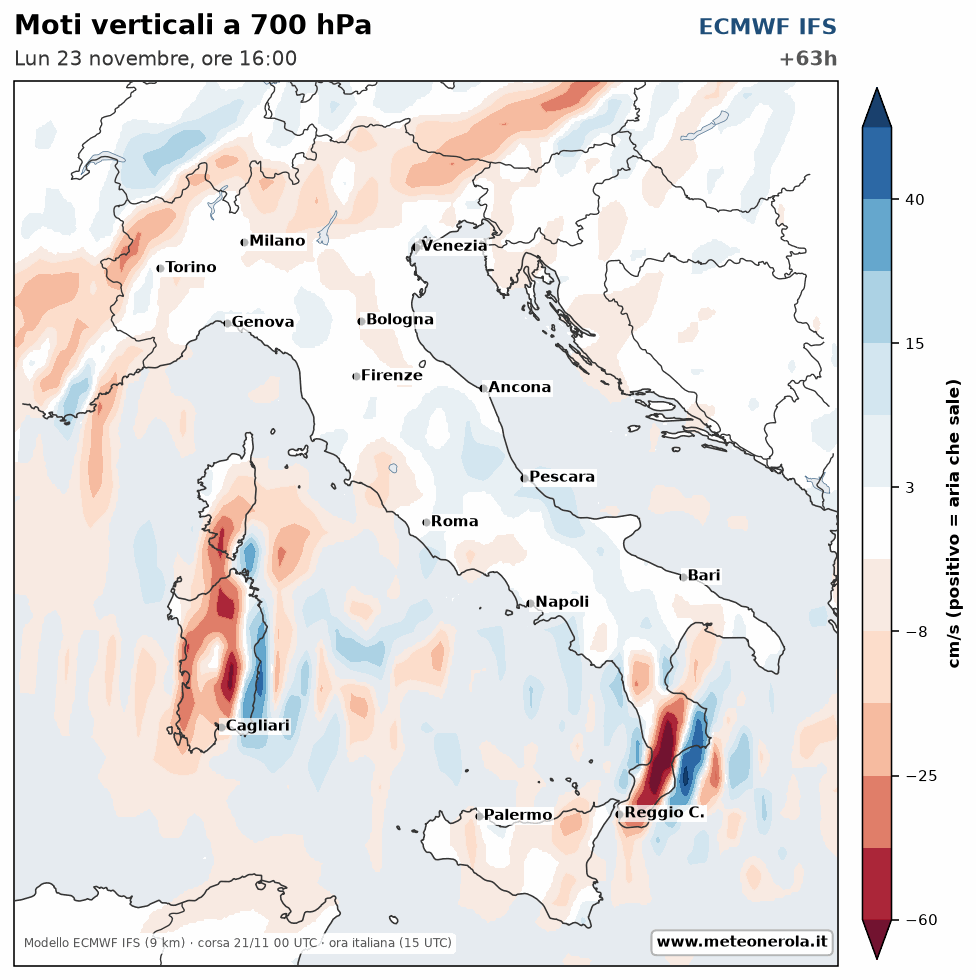 Moti verticali a 700 hPa
ECMWF IFS
Lun 23 novembre, ore 16:00
+63h
Milano
Venezia
Torino
Genova
Bologna
Firenze
Ancona
Pescara
Roma
Bari
Napoli
Cagliari
Palermo
Reggio C.
40
15
3
−8
−25
−60
cm/s (positivo = aria che sale)
Modello ECMWF IFS (9 km) · corsa 21/11 00 UTC · ora italiana (15 UTC)
www.meteonerola.it